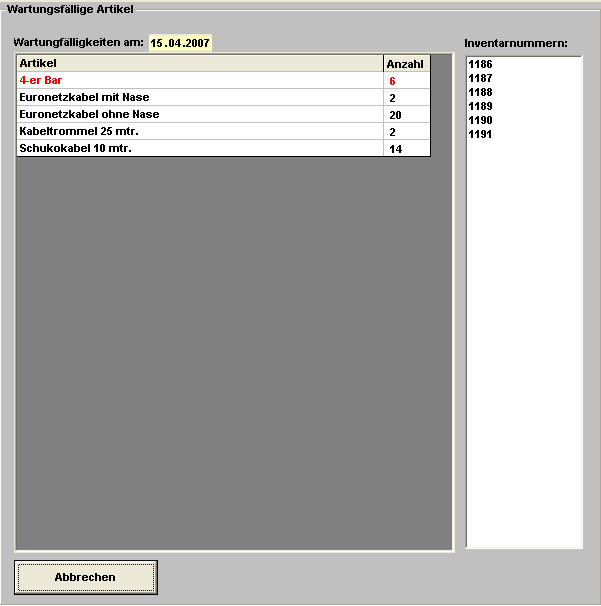 Wartungsfällige Artikel
Wartungfälligkeiten am: 15.04.2007
Artikel Anzahl
4-er Bar 6
Euronetzkabel mit Nase 2
Euronetzkabel ohne Nase 20
Kabeltrommel 25 mtr. 2
Schukokabel 10 mtr. 14
Inventarnummern:
1186
1187
1188
1189
1190
1191
Abbrechen